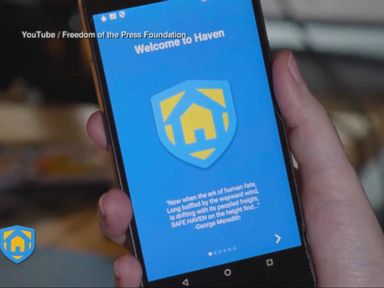 YouTube / Freedom of the Press Foundation
Welcome to Haven
"Now when the ark of human fate,
Long baffled by the wayward wind,
Is drifting with its peopled freight,
SAFE HAVEN on the height find..."
-George Meredith